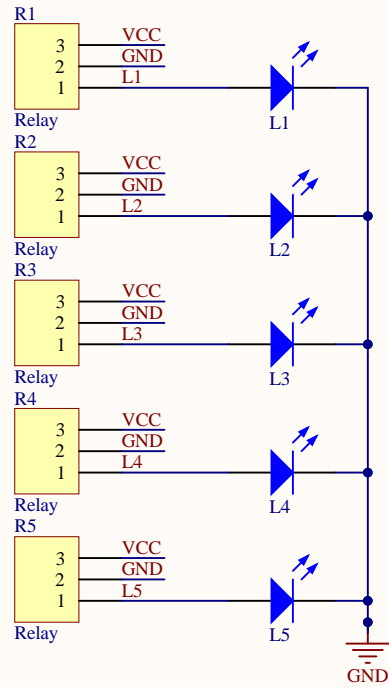 R1
3 VCC
2 GND
1 L1
Relay L1
R2
3 VCC
2 GND
1 L2
Relay L2
R3
3 VCC
2 GND
1 L3
Relay L3
R4
3 VCC
2 GND
1 L4
Relay L4
R5
3 VCC
2 GND
1 L5
Relay L5
GND